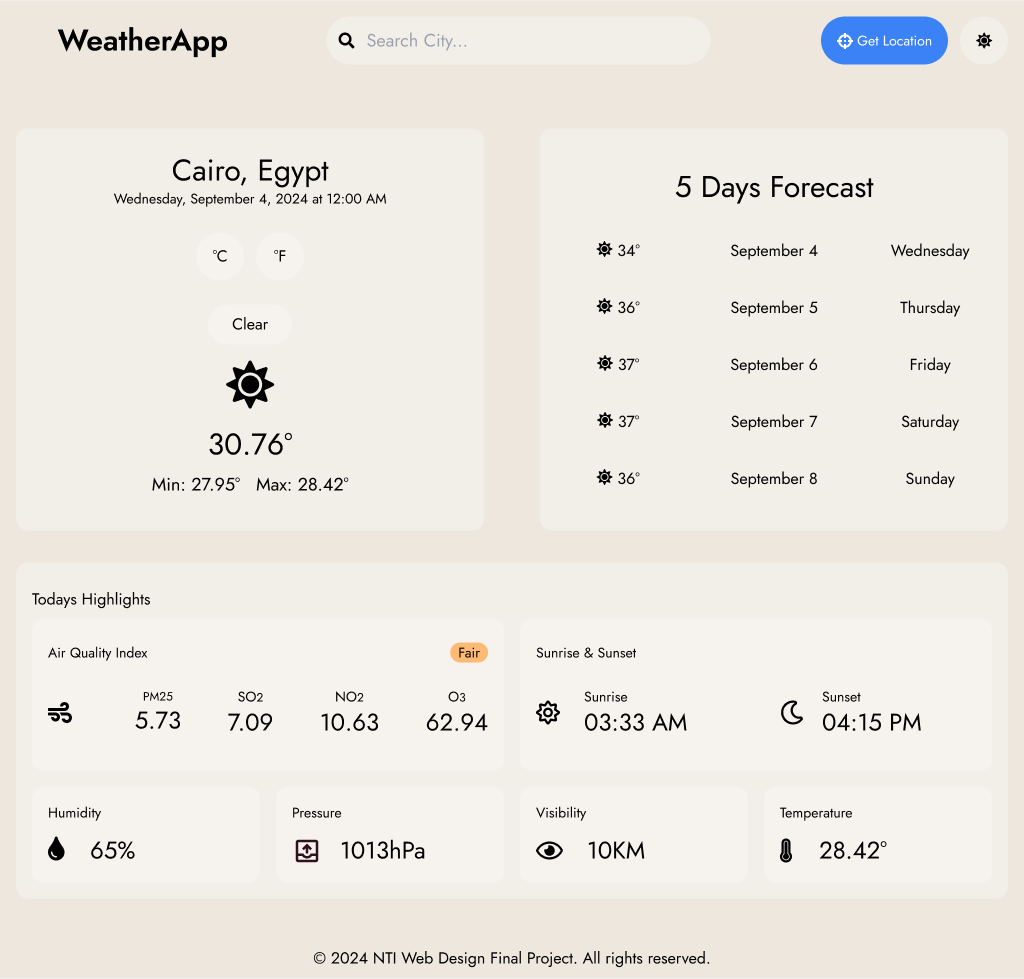 WeatherApp
Search City...
Get Location
Cairo, Egypt
Wednesday, September 4, 2024 at 12:00 AM
°C
°F
Clear
30.76°
Min: 27.95° Max: 28.42°
5 Days Forecast
34° September 4 Wednesday
36° September 5 Thursday
37° September 6 Friday
37° September 7 Saturday
36° September 8 Sunday
Todays Highlights
Air Quality Index
Fair
PM25 SO2 NO2 O3
5.73 7.09 10.63 62.94
Sunrise & Sunset
Sunrise Sunset
03:33 AM 04:15 PM
Humidity
65%
Pressure
1013hPa
Visibility
10KM
Temperature
28.42°
© 2024 NTI Web Design Final Project. All rights reserved.